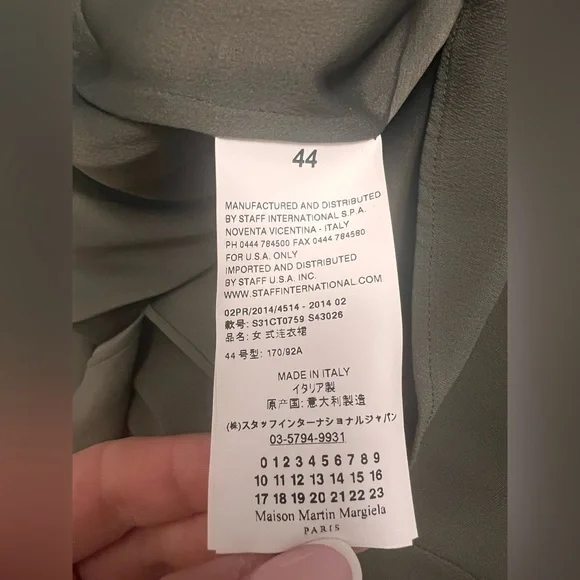 44
MANUFACTURED AND DISTRIBUTED
BY STAFF INTERNATIONAL S.P.A.
NOVENTA VICENTINA - ITALY
PH 0444 784500 FAX 0444 784580
FOR U.S.A. ONLY
IMPORTED AND DISTRIBUTED
BY STAFF U.S.A. INC.
WWW.STAFFINTERNATIONAL.COM
02PR/2014/4514 - 2014 02
款号: S31CT0759 S43026
品名: 女式连衣裙
44 号型: 170/92A
MADE IN ITALY
イタリア製
原产国: 意大利製造
(株)スタッフインターナショナルジャパン
03-5794-9931
0 1 2 3 4 5 6 7 8 9
10 11 12 13 14 15 16
17 18 19 20 21 22 23
Maison Martin Margiela
PARIS